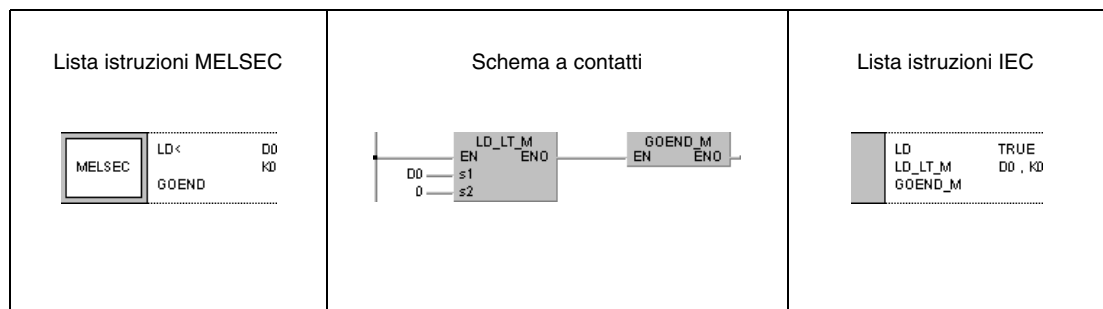 Lista istruzioni MELSEC
MELSEC
LD< D0
K0
GOEND
Schema a contatti
LD_LT_M
EN ENO
D0 s1
0 s2
GOEND_M
EN ENO
Lista istruzioni IEC
LD TRUE
LD_LT_M D0 , K0
GOEND_M